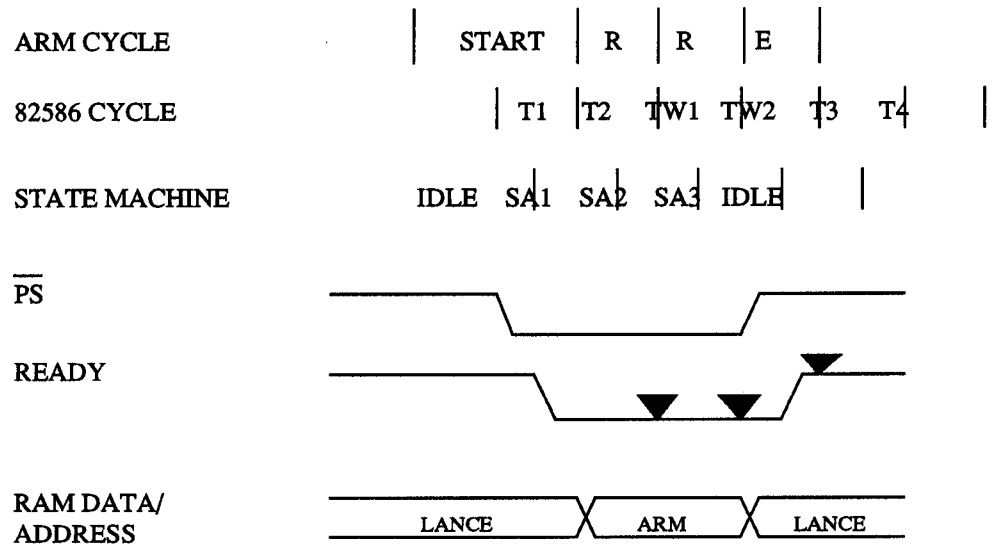 ARM CYCLE START R R E
82586 CYCLE T1 T2 TW1 TW2 T3 T4
STATE MACHINE IDLE SA1 SA2 SA3 IDLE
PS
READY
RAM DATA/
ADDRESS LANCE ARM LANCE